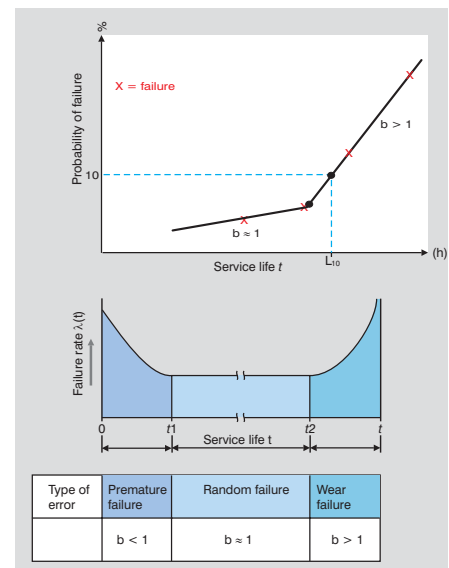 %
Probability of failure
X = failure
b > 1
10
b ≈ 1
L10
(h)
Service life t
Failure rate λ(t)
0
t1
t2
t
Service life t
Type of error
Premature failure
Random failure
Wear failure
b < 1
b ≈ 1
b > 1